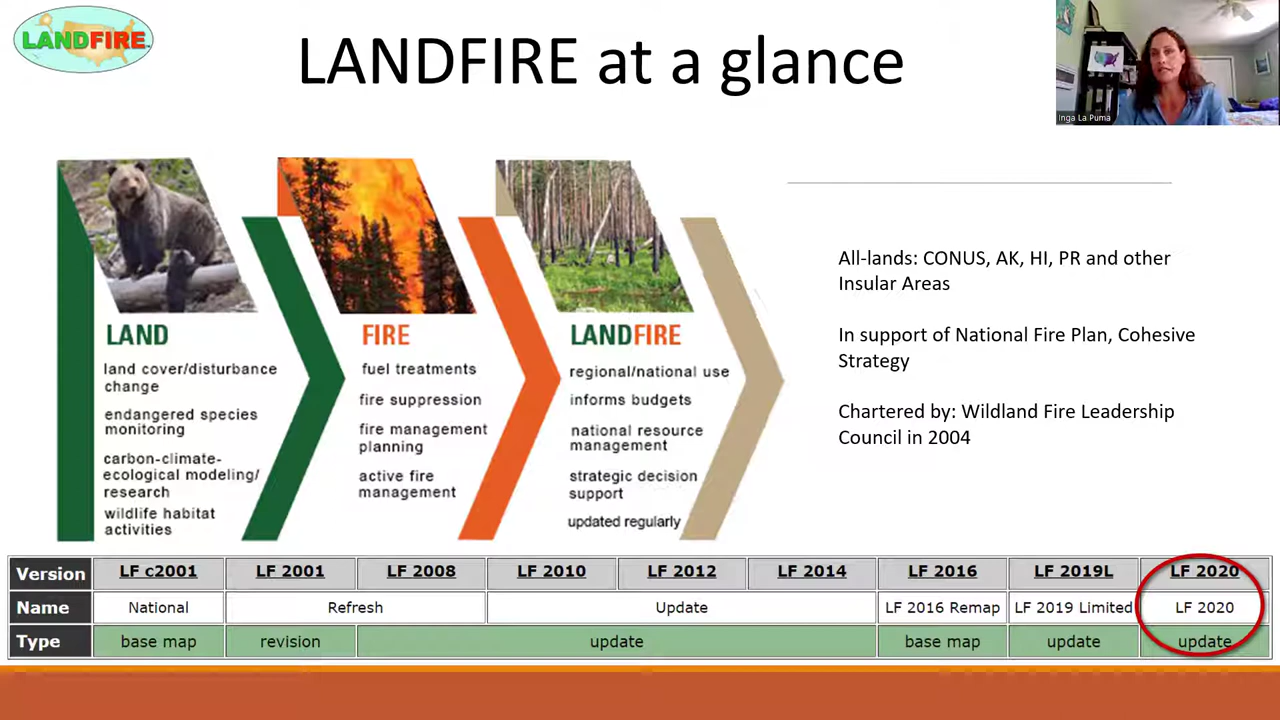 LANDFIRE
LANDFIRE at a glance
Inga La Puma
LAND
land cover/disturbance
change
endangered species
monitoring
carbon-climate-
ecological modeling/
research
wildlife habitat
activities
FIRE
fuel treatments
fire suppression
fire management
planning
active fire
management
LANDFIRE
regional/national use
informs budgets
national resource
management
strategic decision
support
updated regularly
All-lands: CONUS, AK, HI, PR and other
Insular Areas
In support of National Fire Plan, Cohesive
Strategy
Chartered by: Wildland Fire Leadership
Council in 2004
Version LF c2001 LF 2001 LF 2008 LF 2010 LF 2012 LF 2014 LF 2016 LF 2019L LF 2020
Name National Refresh Update LF 2016 Remap LF 2019 Limited LF 2020
Type base map revision update base map update update